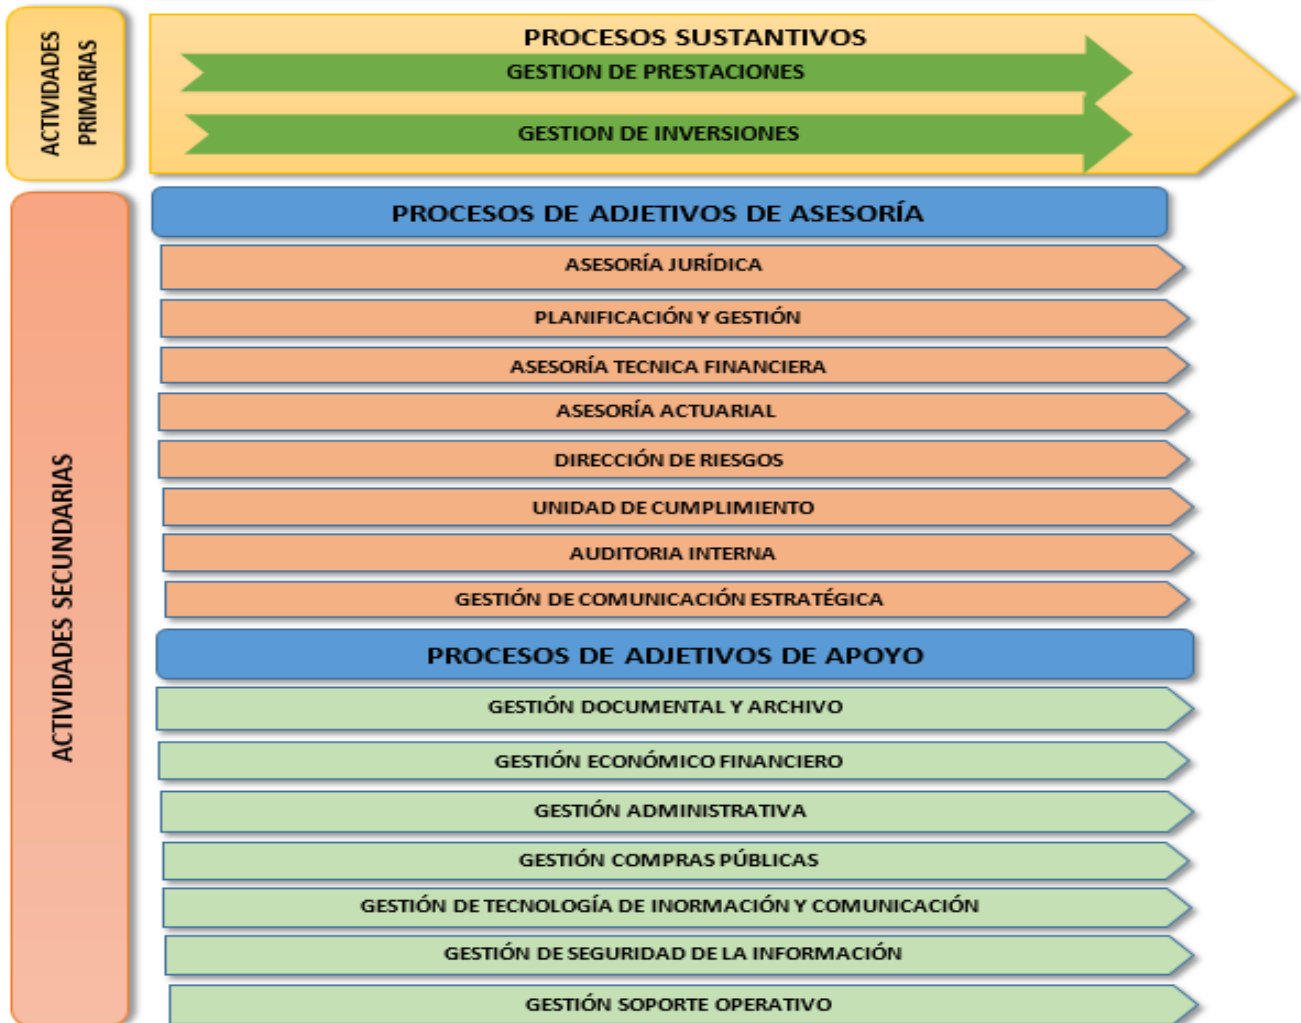 ACTIVIDADES
PRIMARIAS
PROCESOS SUSTANTIVOS
GESTION DE PRESTACIONES
GESTION DE INVERSIONES
ACTIVIDADES SECUNDARIAS
PROCESOS DE ADJETIVOS DE ASESORÍA
ASESORÍA JURÍDICA
PLANIFICACIÓN Y GESTIÓN
ASESORÍA TECNICA FINANCIERA
ASESORÍA ACTUARIAL
DIRECCIÓN DE RIESGOS
UNIDAD DE CUMPLIMIENTO
AUDITORIA INTERNA
GESTIÓN DE COMUNICACIÓN ESTRATÉGICA
PROCESOS DE ADJETIVOS DE APOYO
GESTIÓN DOCUMENTAL Y ARCHIVO
GESTIÓN ECONÓMICO FINANCIERO
GESTIÓN ADMINISTRATIVA
GESTIÓN COMPRAS PÚBLICAS
GESTIÓN DE TECNOLOGÍA DE INORMACIÓN Y COMUNICACIÓN
GESTIÓN DE SEGURIDAD DE LA INFORMACIÓN
GESTIÓN SOPORTE OPERATIVO